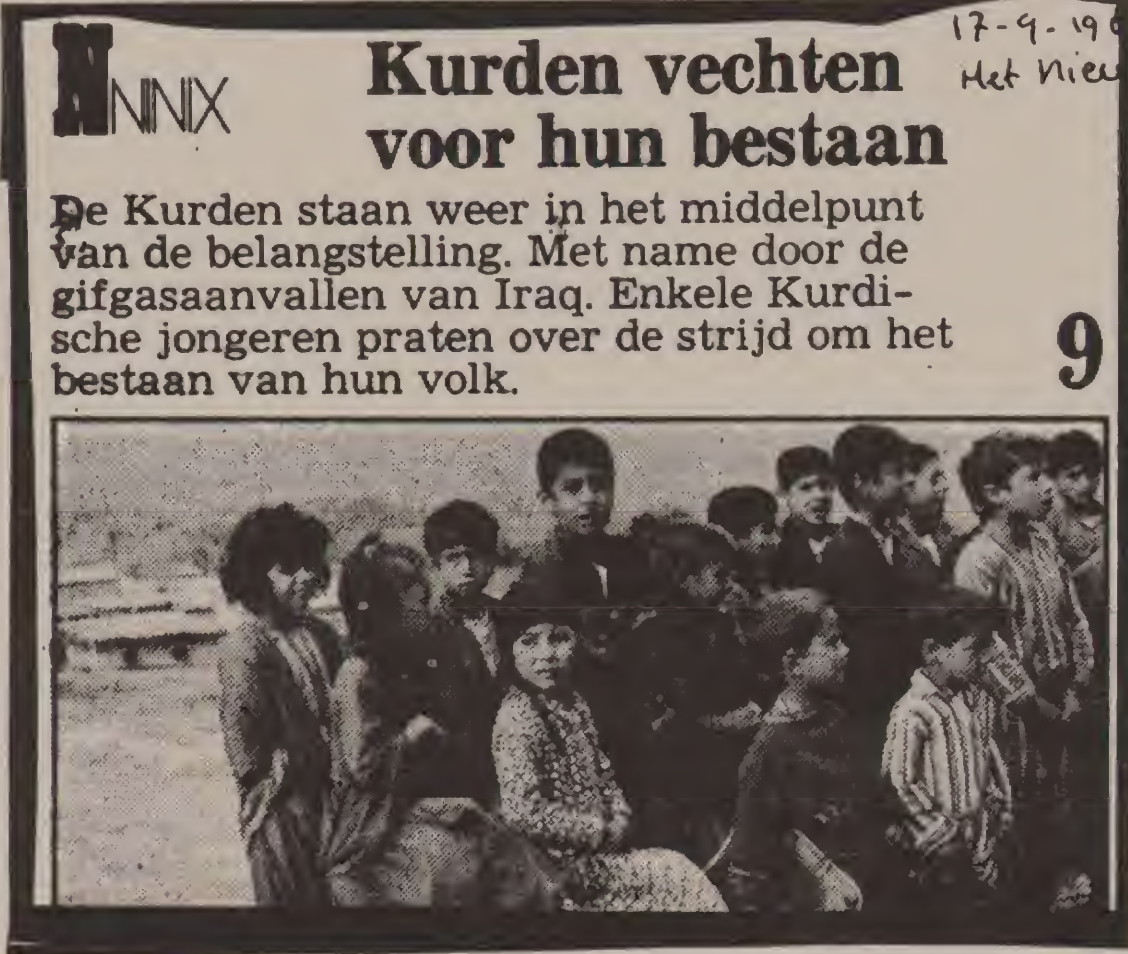 17-9-19
Het
NINNIX
Kurden vechten
voor hun bestaan
De Kurden staan weer in het middelpunt
van de belangstelling. Met name door de
gifgasaanvallen van Iraq. Enkele Kurdi-
sche jongeren praten over de strijd om het
bestaan van hun volk.
9